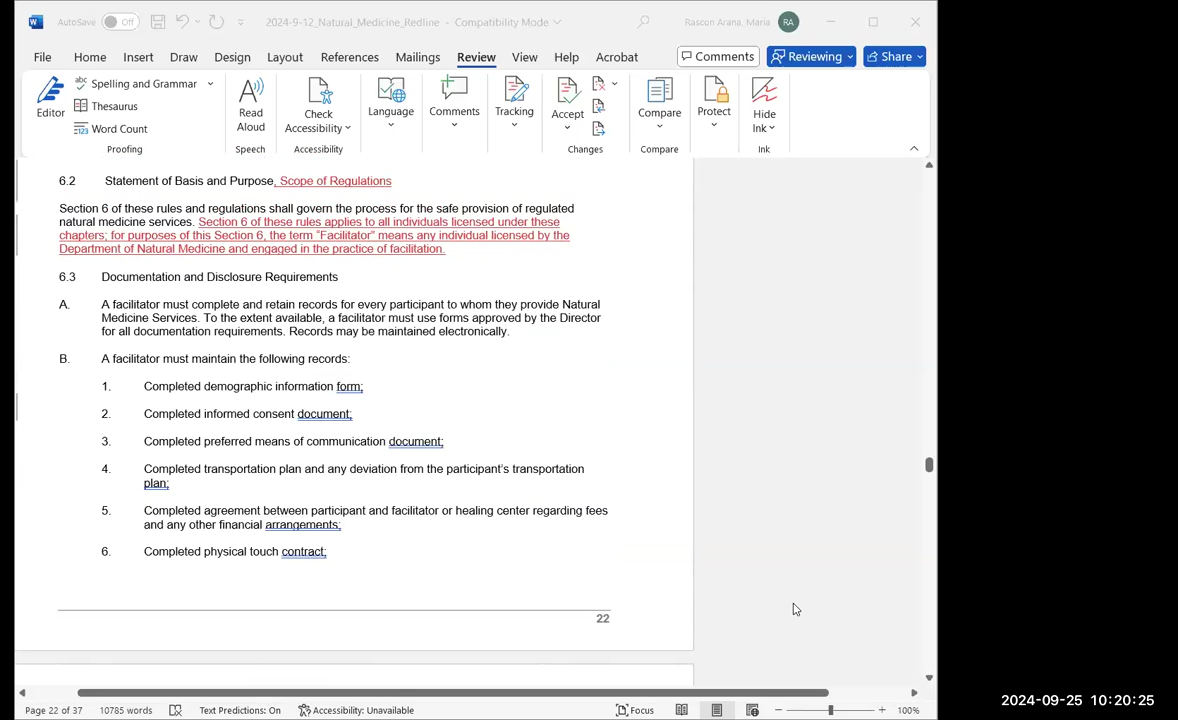 AutoSave Off 2024-9-12_Natural_Medicine_Redline - Compatibility Mode Rascon Arana, Maria RA
File Home Insert Draw Design Layout References Mailings Review View Help Acrobat Comments Reviewing Share
Editor
abc Spelling and Grammar
Thesaurus
123 Word Count
Proofing
Read
Aloud
Speech
Check
Accessibility
Accessibility
Language
Comments
Tracking
Accept
Changes
Compare
Compare
Protect
Hide
Ink
Ink
6.2 Statement of Basis and Purpose, Scope of Regulations
Section 6 of these rules and regulations shall govern the process for the safe provision of regulated
natural medicine services. Section 6 of these rules applies to all individuals licensed under these
chapters; for purposes of this Section 6, the term "Facilitator" means any individual licensed by the
Department of Natural Medicine and engaged in the practice of facilitation.
6.3 Documentation and Disclosure Requirements
A. A facilitator must complete and retain records for every participant to whom they provide Natural
Medicine Services. To the extent available, a facilitator must use forms approved by the Director
for all documentation requirements. Records may be maintained electronically.
B. A facilitator must maintain the following records:
1. Completed demographic information form;
2. Completed informed consent document;
3. Completed preferred means of communication document;
4. Completed transportation plan and any deviation from the participant's transportation
plan;
5. Completed agreement between participant and facilitator or healing center regarding fees
and any other financial arrangements;
6. Completed physical touch contract;
22
Page 22 of 37 10785 words Text Predictions: On Accessibility: Unavailable Focus 100%
2024-09-25 10:20:25